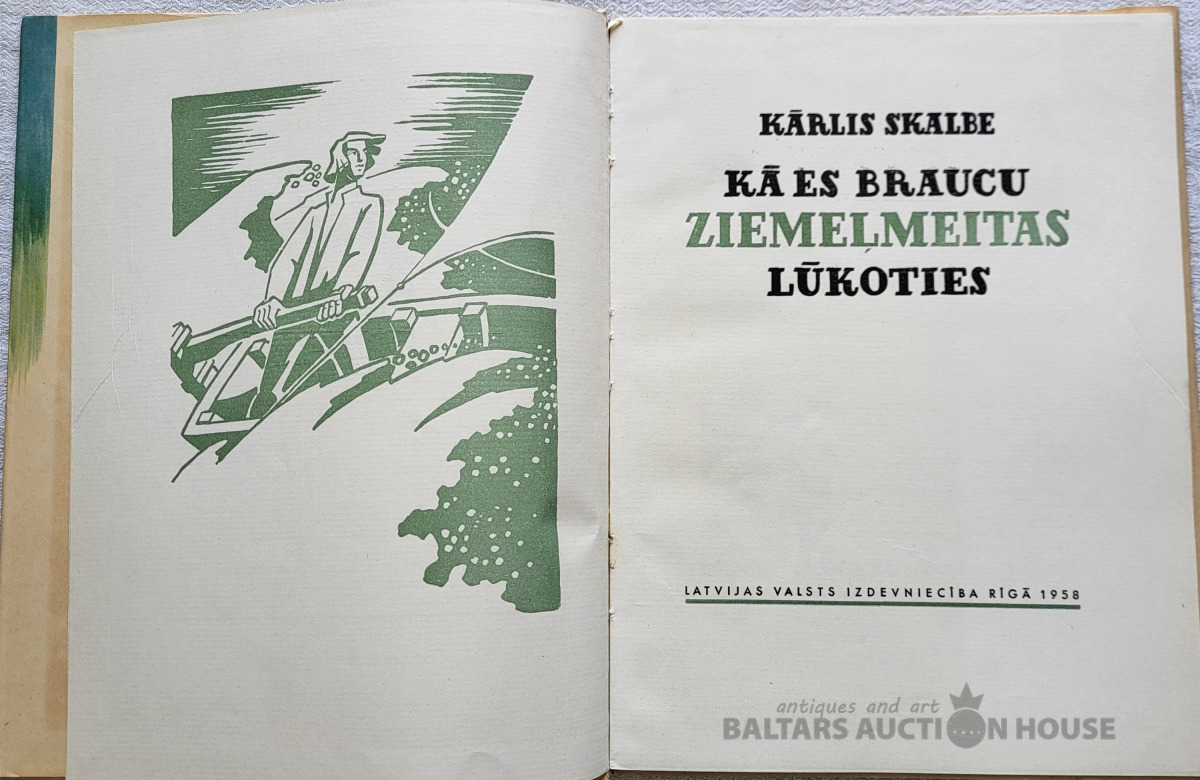 KĀRLIS SKALBE
KĀ ES BRAUCU
ZIEMEĻMEITAS
LŪKOTIES
LATVIJAS VALSTS IZDEVNIECĪBA RĪGĀ 1958
antiques and art
BALTARS AUCTION HOUSE